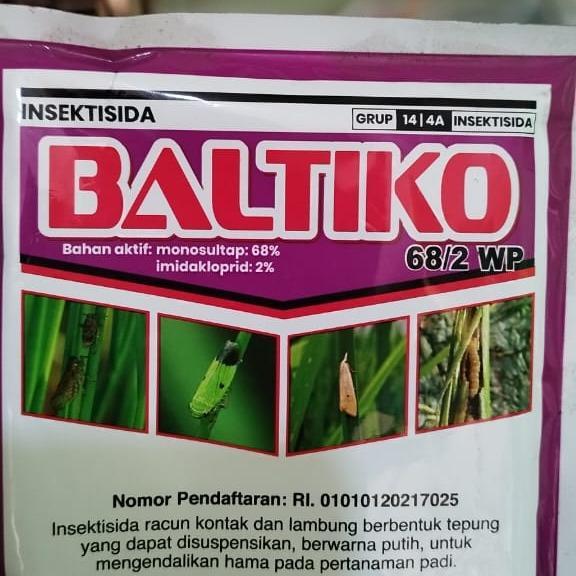 INSEKTISIDA
GRUP 14 | 4A INSEKTISIDA
BALTIKO
Bahan aktif: monosultap: 68%
imidakloprid: 2%
68/2 WP
Nomor Pendaftaran: RI. 01010120217025
Insektisida racun kontak dan lambung berbentuk tepung
yang dapat disuspensikan, berwarna putih, untuk
mengendalikan hama pada pertanaman padi.